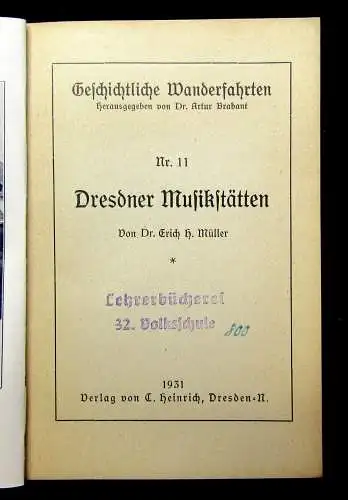 Geschichtliche Wanderfahrten
Herausgegeben von Dr. Artur Brabant
Nr. 11
Dresdner Musikstätten
Von Dr. Erich H. Müller
*
Lehrerbücherei
32. Volksschule
800
1931
Verlag von C. Heinrich, Dresden-N.